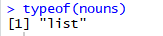 > typeof(nouns)
[1] "list"